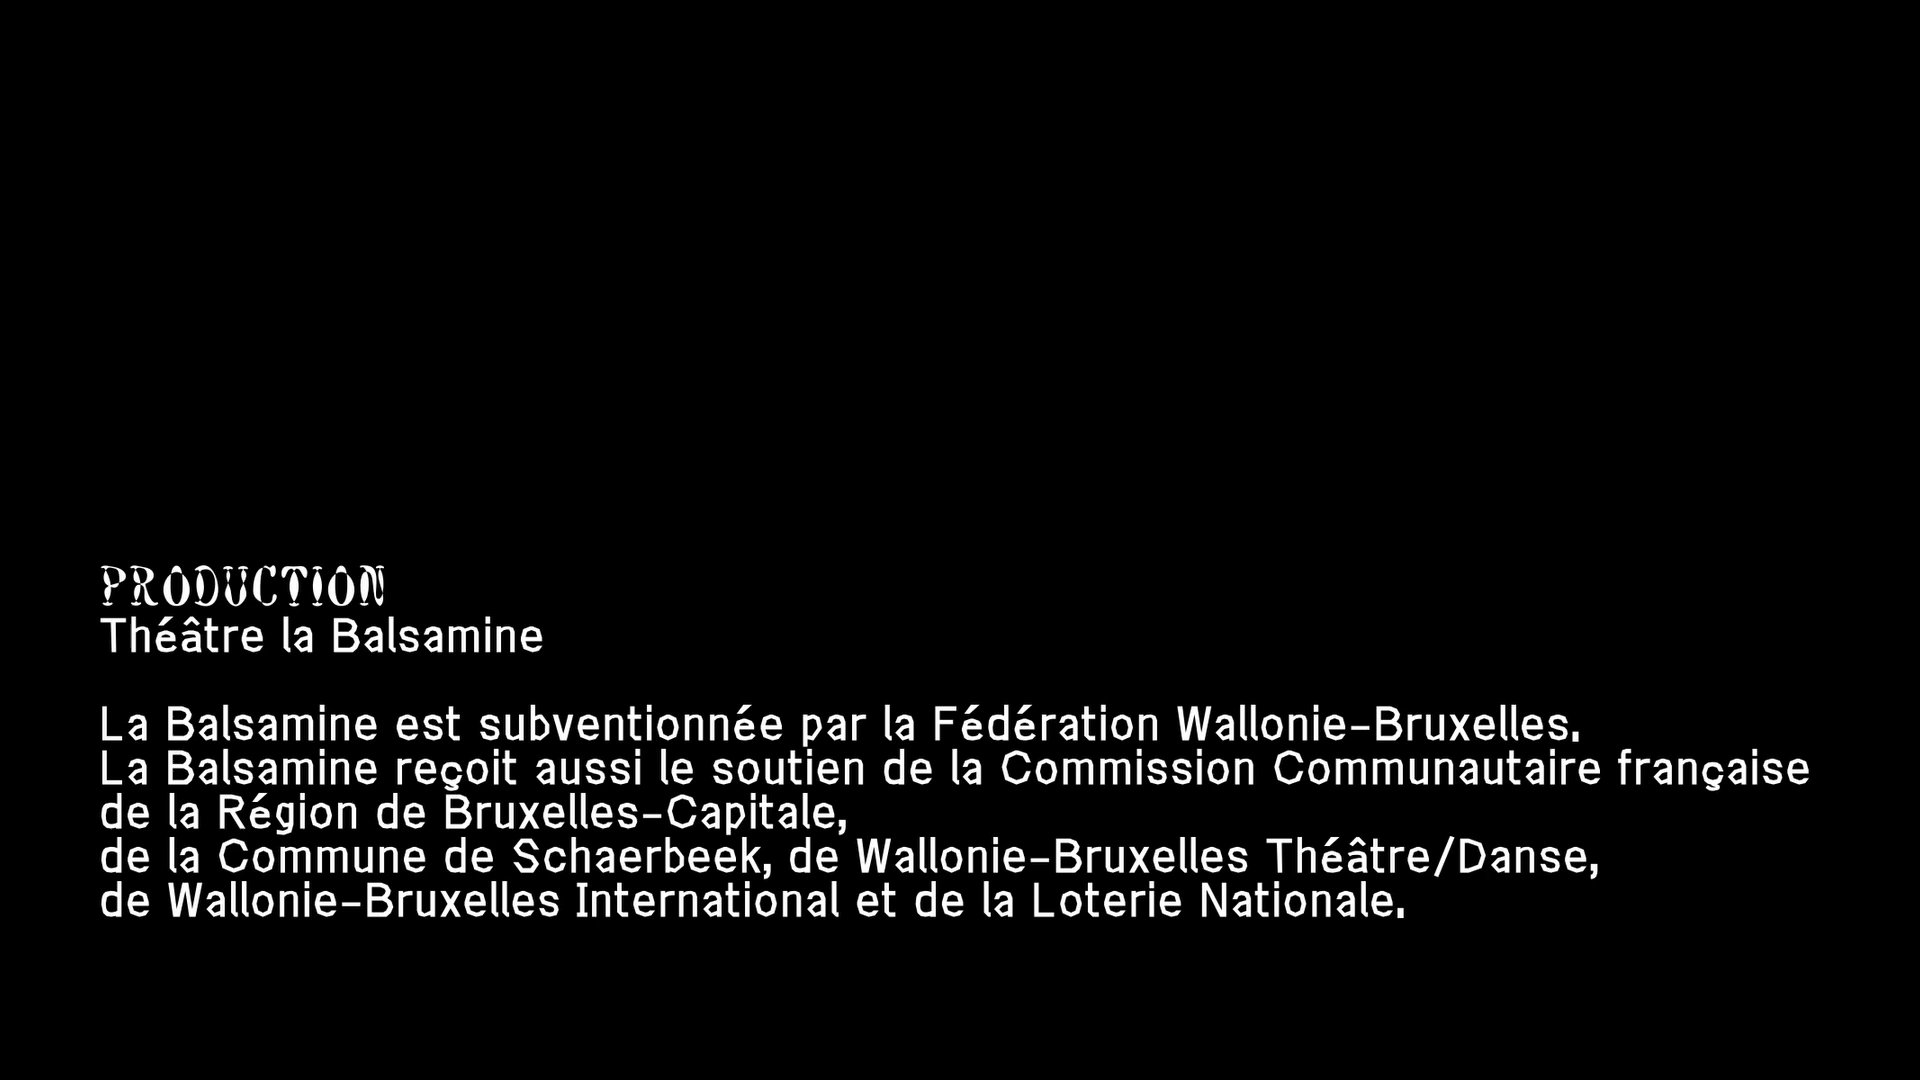 PRODUCTION
Théâtre la Balsamine
La Balsamine est subventionnée par la Fédération Wallonie-Bruxelles.
La Balsamine reçoit aussi le soutien de la Commission Communautaire française
de la Région de Bruxelles-Capitale,
de la Commune de Schaerbeek, de Wallonie-Bruxelles Théâtre/Danse,
de Wallonie-Bruxelles International et de la Loterie Nationale.